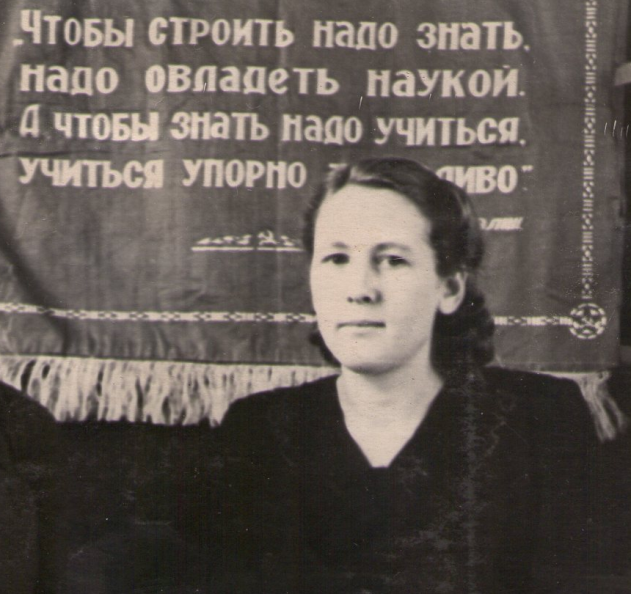 „Чтобы строить надо знать,
надо овладеть наукой.
А чтобы знать надо учиться.
учиться упорно